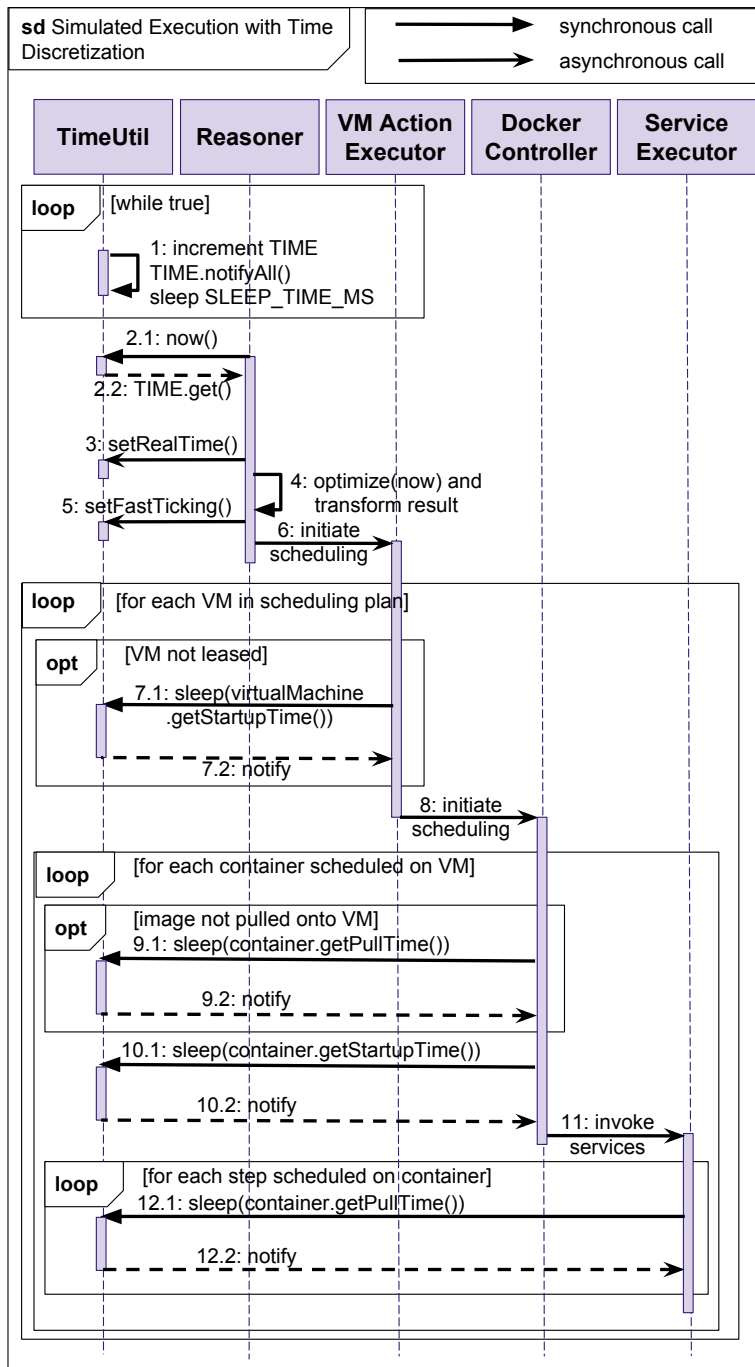 sd Simulated Execution with Time
Discretization
synchronous call
asynchronous call
TimeUtil
Reasoner
VM Action
Executor
Docker
Controller
Service
Executor
loop
[while true]
1: increment TIME
TIME.notifyAll()
sleep SLEEP_TIME_MS
2.1: now()
2.2: TIME.get()
3: setRealTime()
4: optimize(now) and
transform result
5: setFastTicking()
6: initiate
scheduling
loop
[for each VM in scheduling plan]
opt
[VM not leased]
7.1: sleep(virtualMachine
.getStartupTime())
7.2: notify
8: initiate
scheduling
loop
[for each container scheduled on VM]
opt
[image not pulled onto VM]
9.1: sleep(container.getPullTime())
9.2: notify
10.1: sleep(container.getStartupTime())
10.2: notify
11: invoke
services
loop
[for each step scheduled on container]
12.1: sleep(container.getPullTime())
12.2: notify